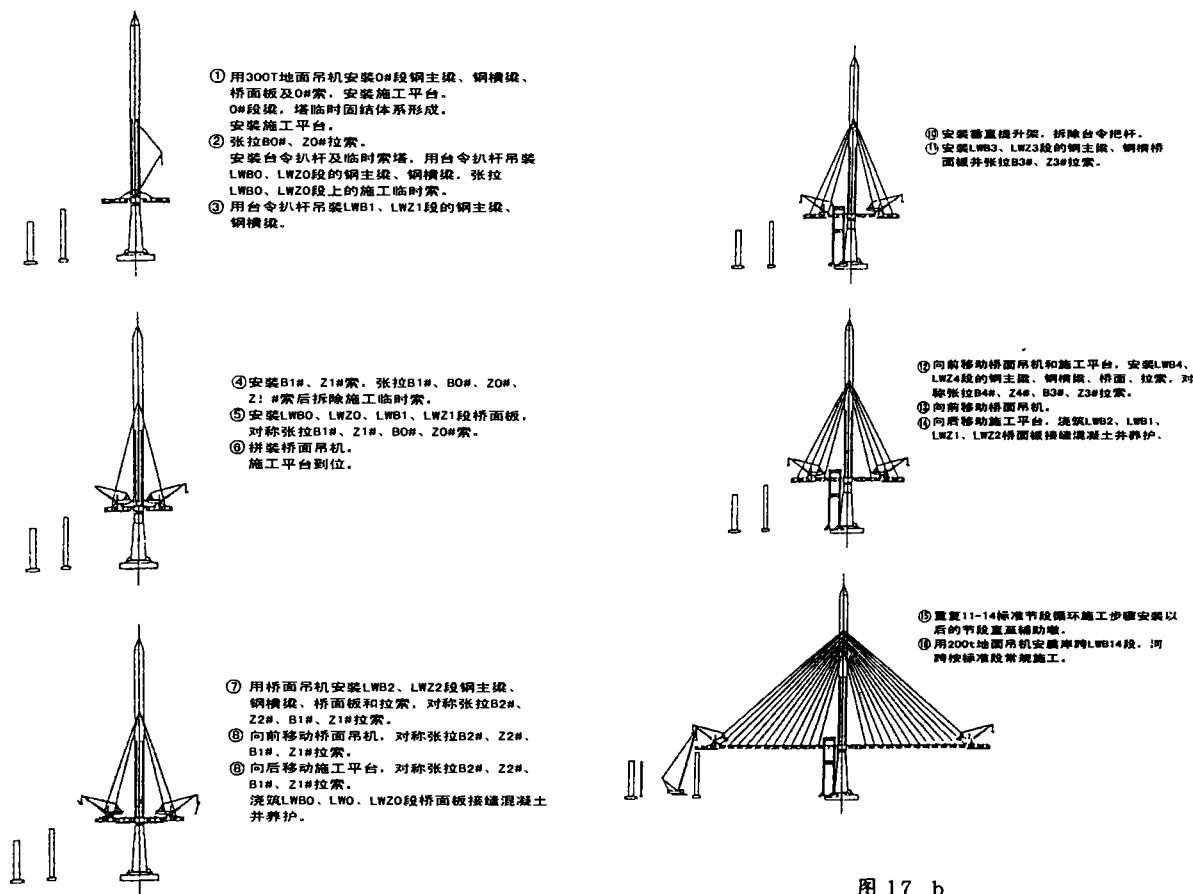 ① 用300T地面吊机安装0#段钢主梁、钢横梁、
桥面板及0#索，安装施工平台。
0#段梁，塔临时固结体系形成。
安装施工平台。
② 张拉B0#、Z0#拉索。
安装台令扒杆及临时索塔，用台令扒杆吊装
LWB0、LWZ0段的钢主梁、钢横梁，张拉
LWB0、LWZ0段上的施工临时索。
③ 用台令扒杆吊装LWB1、LWZ1段的钢主梁、
钢横梁。
④ 安装B1#、Z1#索，张拉B1#、B0#、Z0#、
Z! #索后拆除施工临时索。
⑤ 安装LWB0、LWZ0、LWB1、LWZ1段桥面板，
对称张拉B1#、Z1#、B0#、Z0#索。
⑥ 拼装桥面吊机。
施工平台到位。
⑦ 用桥面吊机安装LWB2、LWZ2段钢主梁、
钢横梁、桥面板和拉索，对称张拉B2#、
Z2#、B1#、Z1#拉索。
⑧ 向前移动桥面吊机，对称张拉B2#、Z2#、
B1#、Z1#拉索。
⑧ 向后移动施工平台，对称张拉B2#、Z2#、
B1#、Z1#拉索。
浇筑LWB0、LW0、LWZ0段桥面板接缝混凝土
并养护。
⑩ 安装垂直提升架，拆除台令把杆。
⑪ 安装LWB3、LWZ3段的钢主梁、钢横桥
面板并张拉B3#、Z3#拉索。
⑫ 向前移动桥面吊机和施工平台，安装LWB4、
LWZ4段的钢主梁、钢横梁、桥面、拉索，对
称张拉B4#、Z4#、B3#、Z3#拉索。
⑬ 向前移动桥面吊机。
⑭ 向后移动施工平台，浇筑LWB2、LWB1、
LWZ1、LWZ2桥面板接缝混凝土并养护、
⑮ 重复11-14标准节段循环施工步骤安装以
后的节段直至辅助墩。
⑯ 用200t地面吊机安装岸跨LWB14段，河
跨按标准段常规施工。
图 17 b